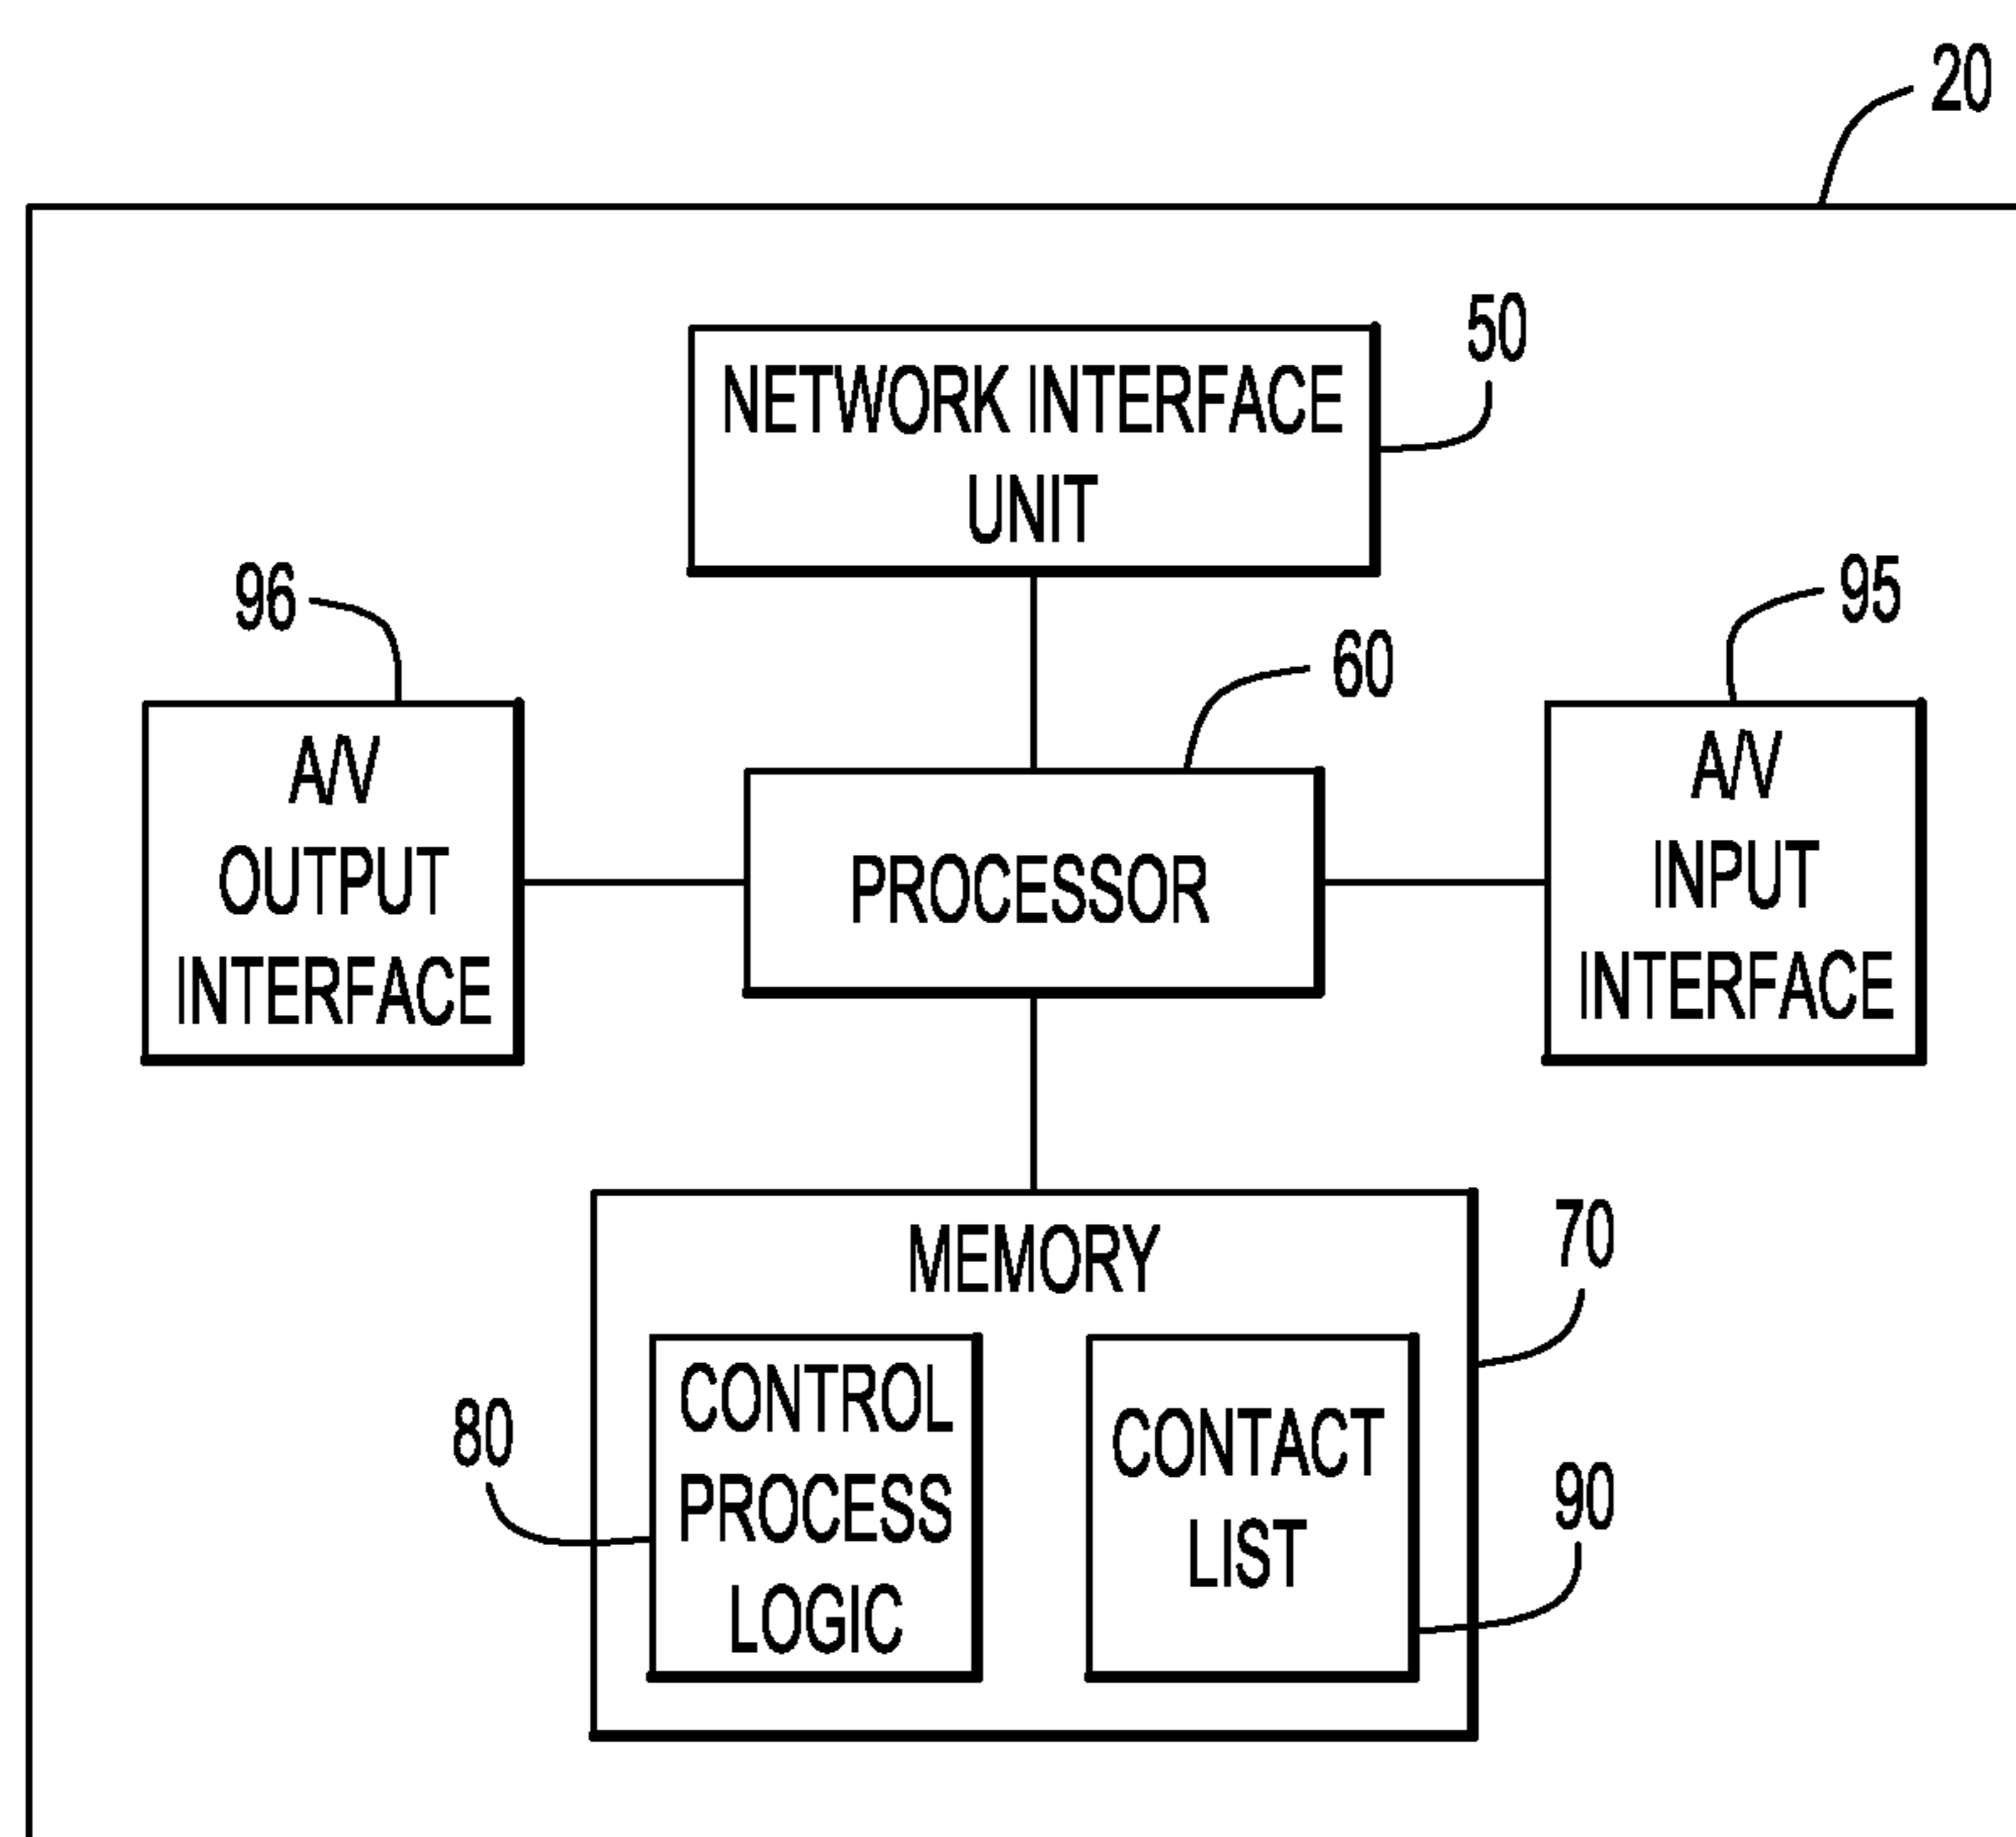 20
50
NETWORK INTERFACE
UNIT
96
95
60
A/V
OUTPUT
INTERFACE
PROCESSOR
A/V
INPUT
INTERFACE
70
MEMORY
80
CONTROL
PROCESS
LOGIC
CONTACT
LIST
90